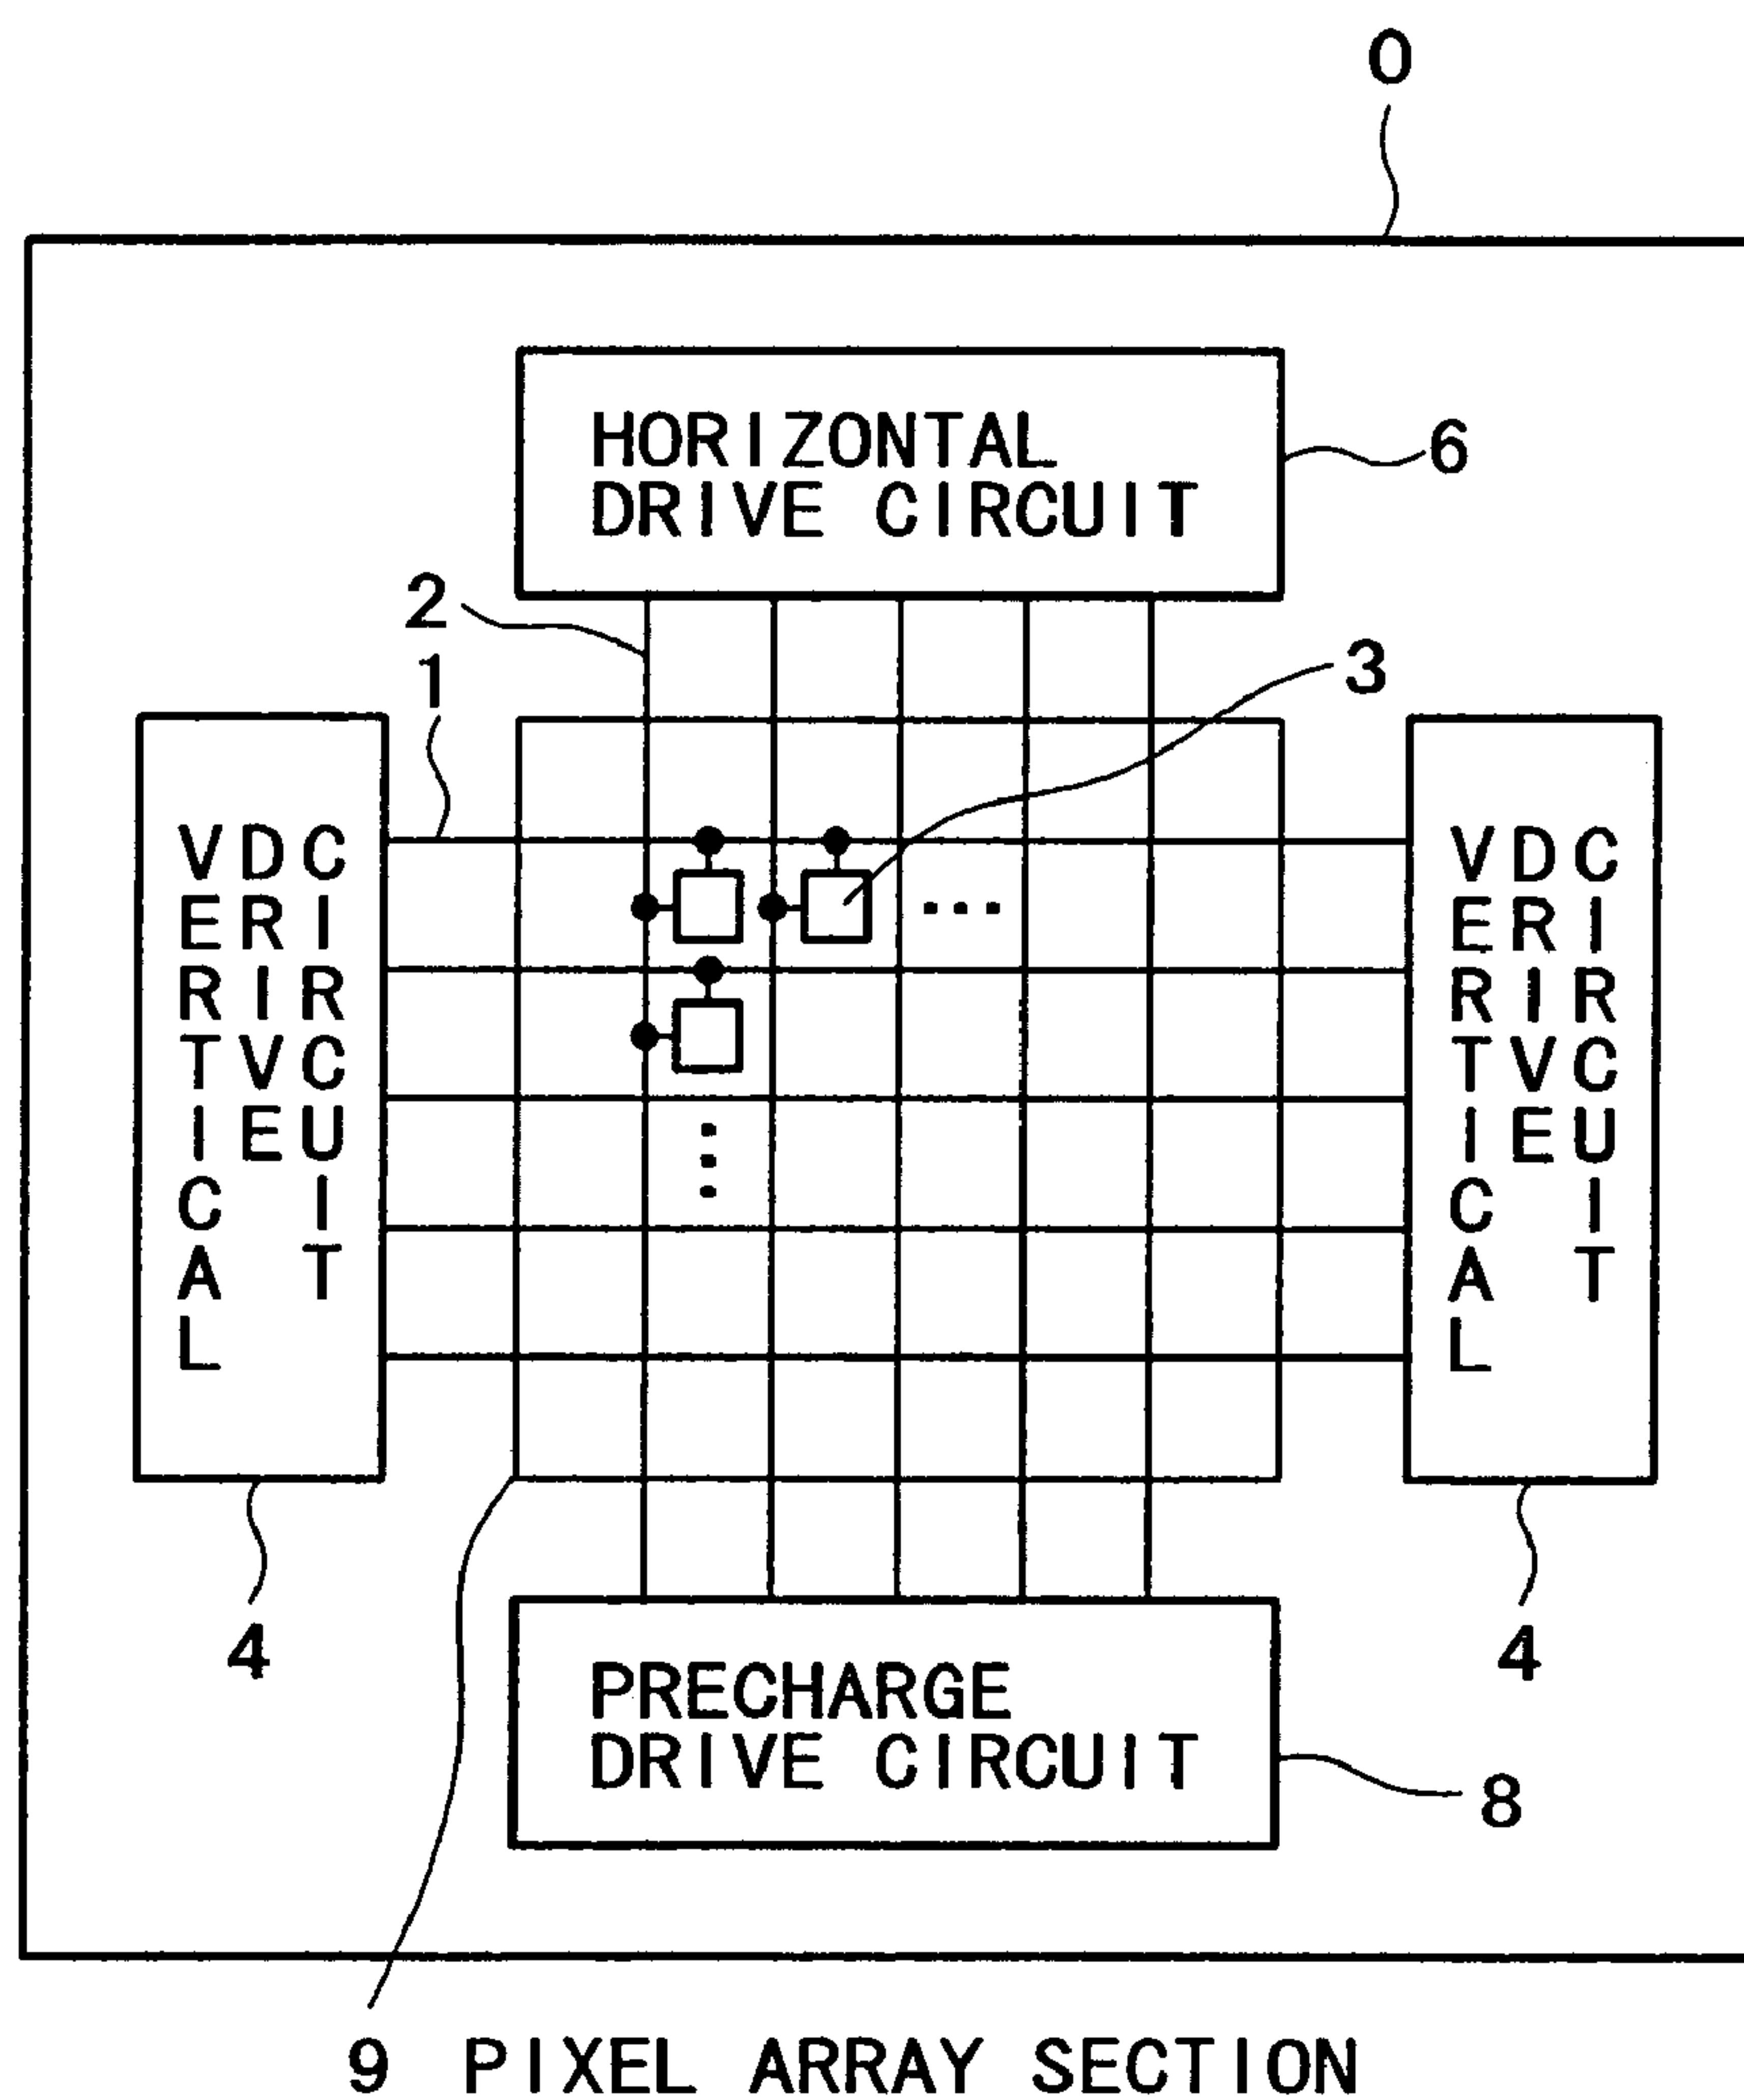 0
HORIZONTAL
DRIVE CIRCUIT
6
2
1
3
VERTICAL
DRIVE
CIRCUIT
VERTICAL
DRIVE
CIRCUIT
4
4
PRECHARGE
DRIVE CIRCUIT
8
9 PIXEL ARRAY SECTION